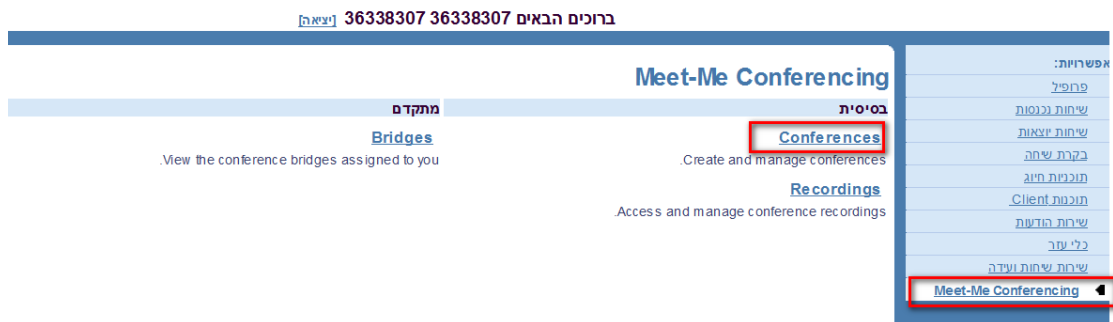 ברוכים הבאים 36338307 36338307 [יציאה]
אפשרויות:
פרופיל
שיחות נכנסות
שיחות יוצאות
בקרת שיחה
תוכניות חיוג
תוכנות Client
שירות הודעות
כלי עזר
שירות שיחות ועידה
Meet-Me Conferencing
Meet-Me Conferencing
בסיסית
Conferences
.Create and manage conferences
Recordings
.Access and manage conference recordings
מתקדם
Bridges
.View the conference bridges assigned to you